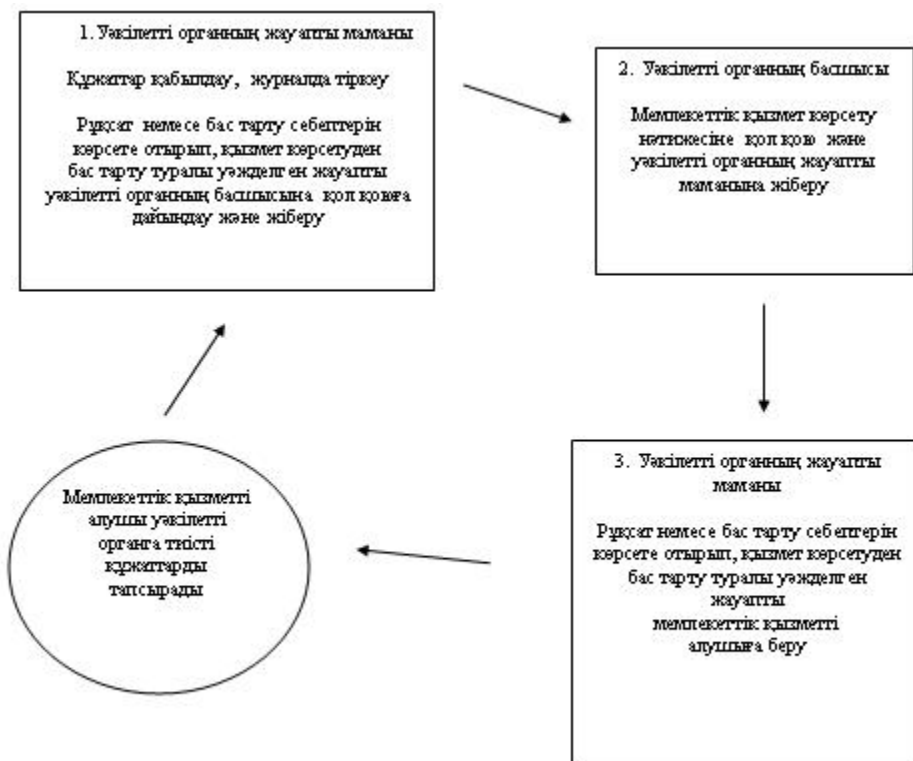 1. Уәкілетті органның жауапты маманы
Құжаттар қабылдау, журналда тіркеу
Рұқсат немесе бас тарту себептерін
көрсете отырып, қызмет көрсетуден
бас тарту туралы уәжделген жауапты
уәкілетті органның басшысына қол қоюға
дайындау және жіберу
2. Уәкілетті органның басшысы
Мемлекеттік қызмет көрсету
нәтижесіне қол қою және
уәкілетті органның жауапты
маманына жіберу
3. Уәкілетті органның жауапты
маманы
Рұқсат немесе бас тарту себептерін
көрсете отырып, қызмет көрсетуден
бас тарту туралы уәжделген
жауапты
мемлекеттік қызметті
алушыға беру
Мемлекеттік қызметті
алушы уәкілетті
органга тиісті
құжаттарды
тапсырады